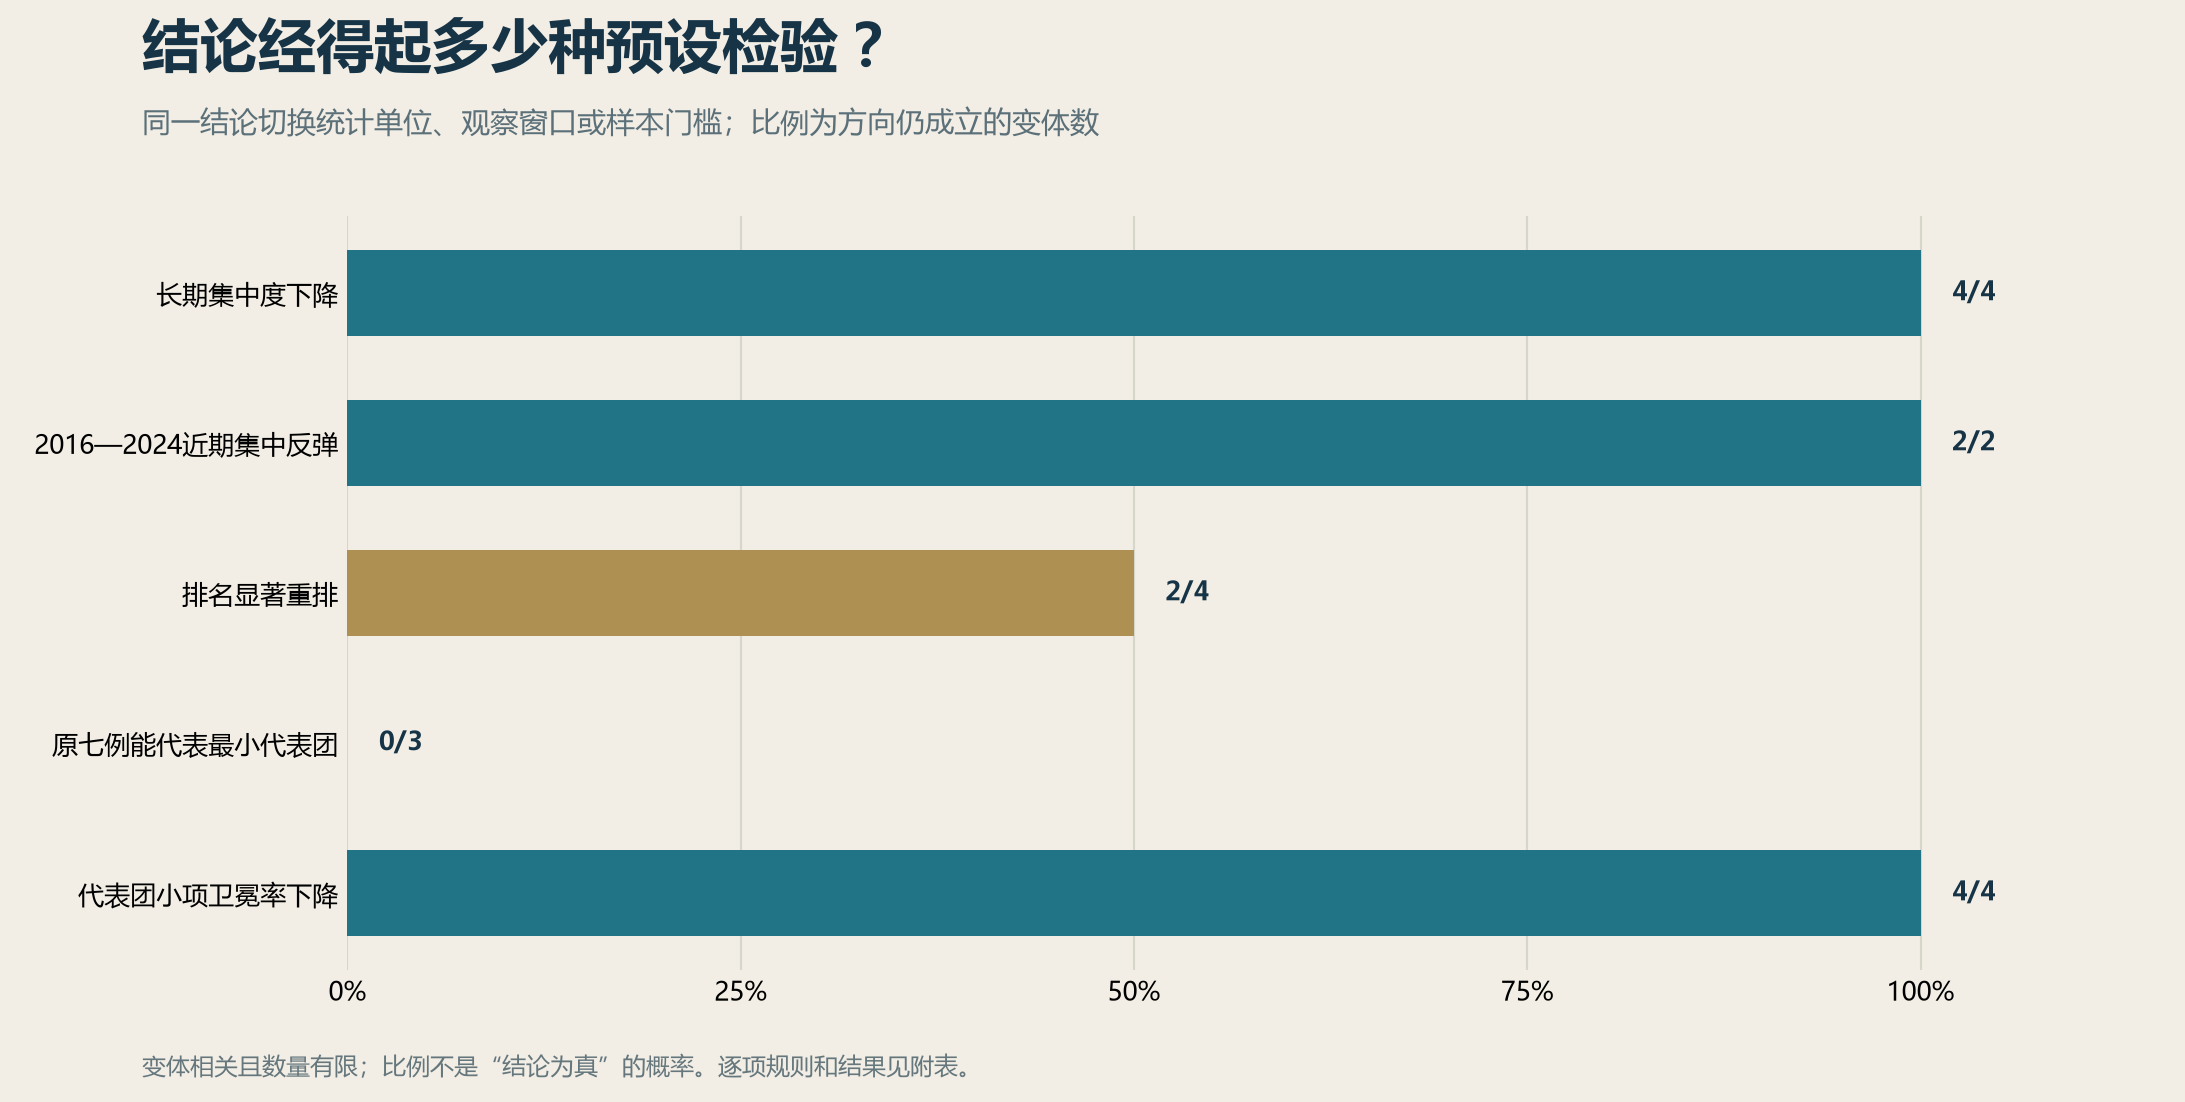 结论经得起多少种预设检验？
同一结论切换统计单位、观察窗口或样本门槛；比例为方向仍成立的变体数
长期集中度下降
4/4
2016—2024近期集中反弹
2/2
排名显著重排
2/4
原七例能代表最小代表团
0/3
代表团小项卫冕率下降
4/4
0% 25% 50% 75% 100%
变体相关且数量有限；比例不是“结论为真”的概率。逐项规则和结果见附表。